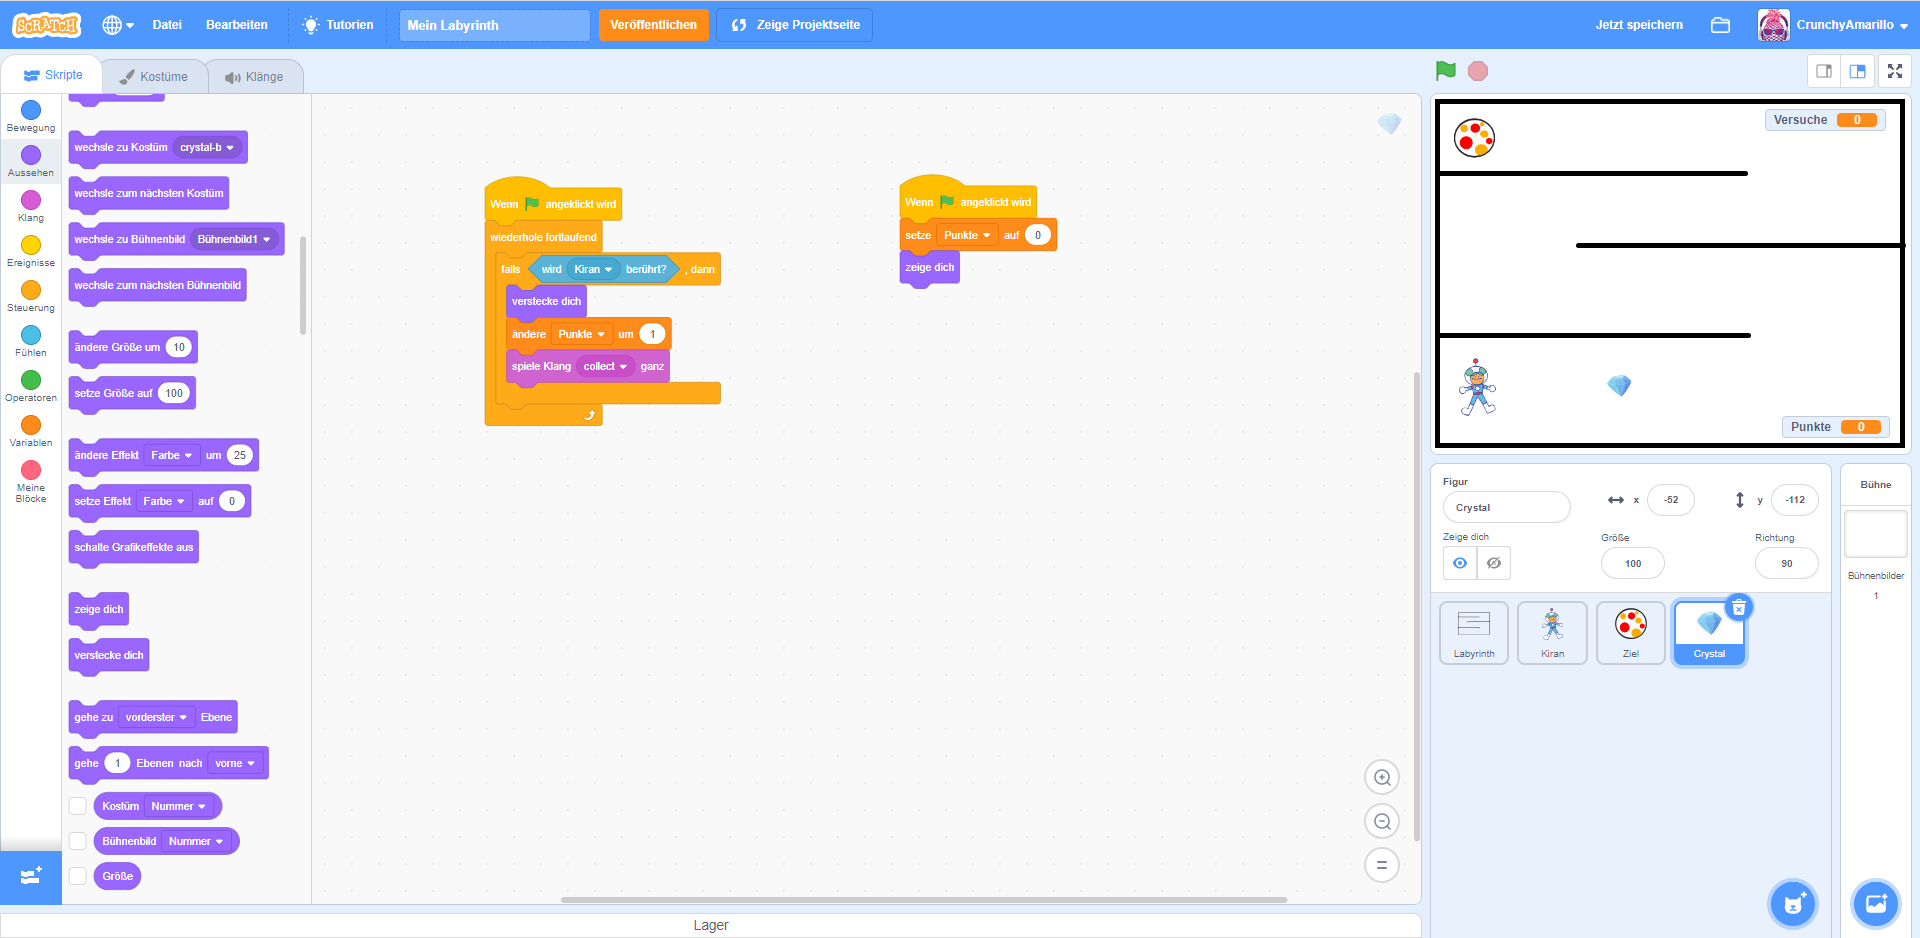 SCRATCH
Datei
Bearbeiten
Tutorien
Mein Labyrinth
Veröffentlichen
Zeige Projektseite
Jetzt speichern
CrunchyAmarillo
Skripte
Kostüme
Klänge
Bewegung
Aussehen
Klang
Ereignisse
Steuerung
Fühlen
Operatoren
Variablen
Meine
Blöcke
wechsle zu Kostüm crystal-b
wechsle zum nächsten Kostüm
wechsle zu Bühnenbild Bühnenbild1
wechsle zum nächsten Bühnenbild
ändere Größe um 10
setze Größe auf 100
ändere Effekt Farbe um 25
setze Effekt Farbe auf 0
schalte Grafikeffekte aus
zeige dich
verstecke dich
gehe zu vorderster Ebene
gehe 1 Ebenen nach vorne
Kostüm Nummer
Bühnenbild Nummer
Größe
Wenn angeklickt wird
wiederhole fortlaufend
falls wird Kiran berührt? , dann
verstecke dich
ändere Punkte um 1
spiele Klang collect ganz
Wenn angeklickt wird
setze Punkte auf 0
zeige dich
Lager
Versuche 0
Punkte 0
Figur
Crystal
x -52
y -112
Zeige dich
Größe
100
Richtung
90
Labyrinth
Kiran
Ziel
Crystal
Bühne
Bühnenbilder
1